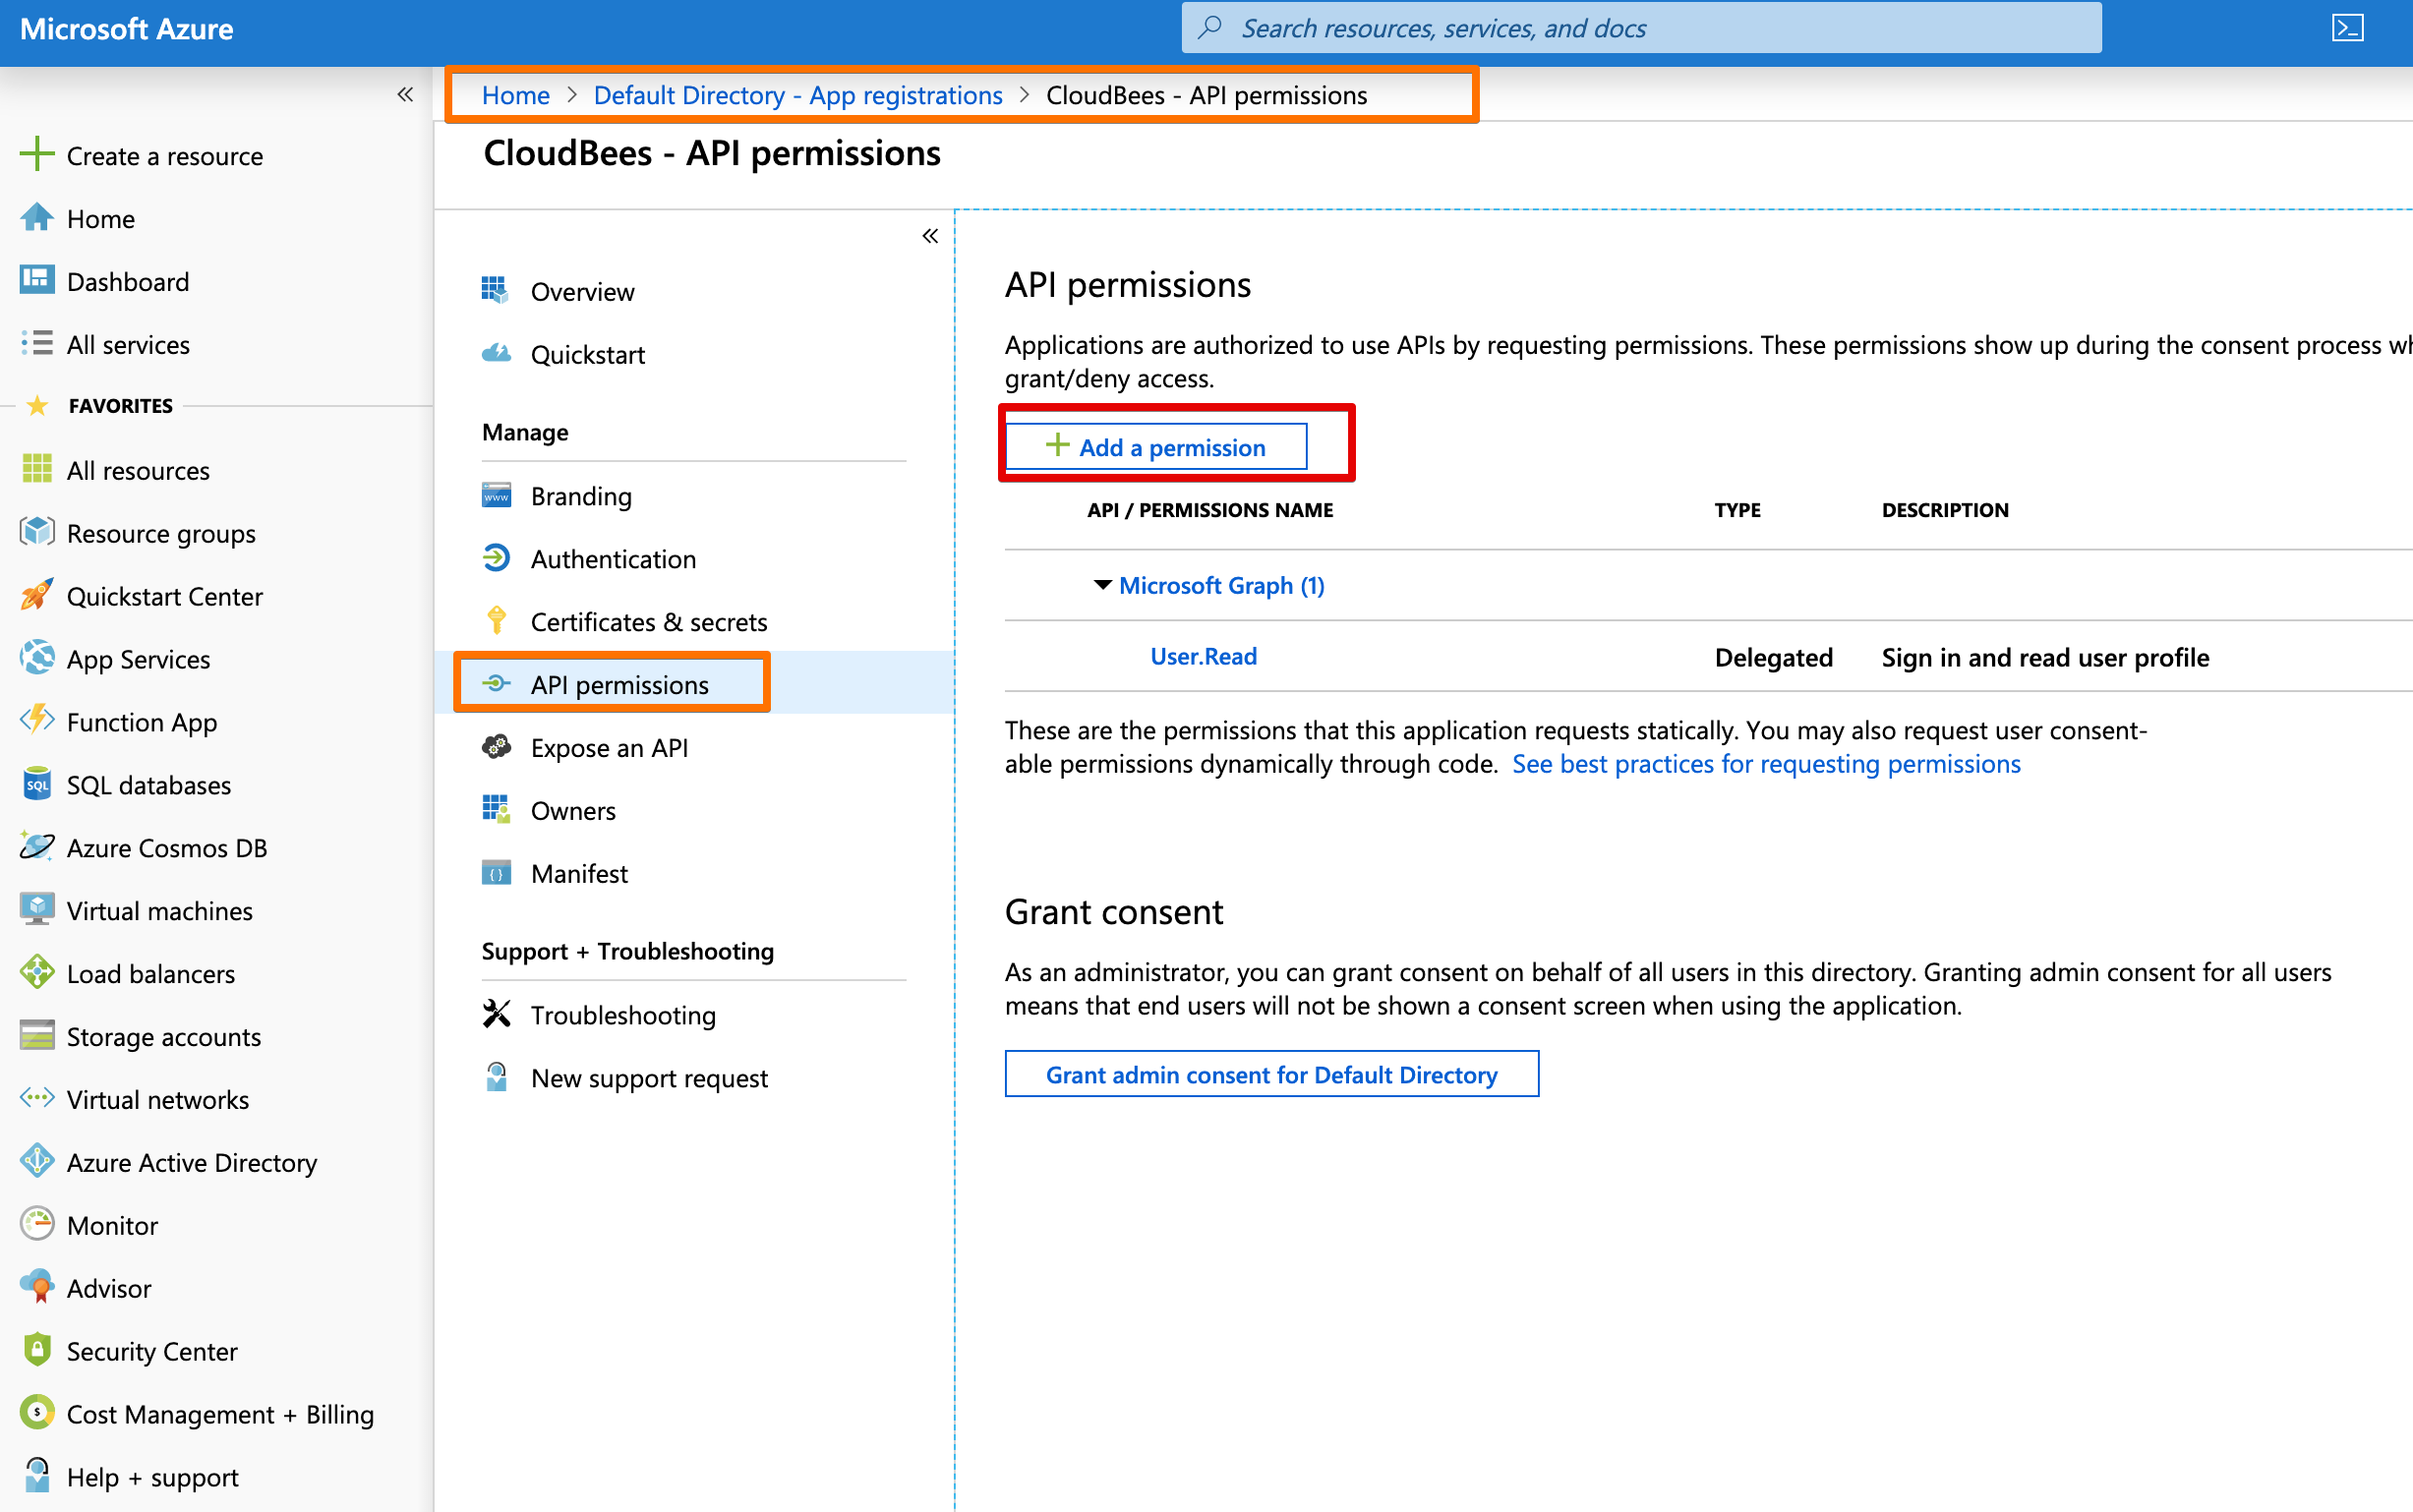 Microsoft Azure
Search resources, services, and docs
Home > Default Directory - App registrations > CloudBees - API permissions
CloudBees - API permissions
Create a resource
Home
Dashboard
All services
FAVORITES
All resources
Resource groups
Quickstart Center
App Services
Function App
SQL databases
Azure Cosmos DB
Virtual machines
Load balancers
Storage accounts
Virtual networks
Azure Active Directory
Monitor
Advisor
Security Center
Cost Management + Billing
Help + support
Overview
Quickstart
Manage
Branding
Authentication
Certificates & secrets
API permissions
Expose an API
Owners
Manifest
Support + Troubleshooting
Troubleshooting
New support request
API permissions
Applications are authorized to use APIs by requesting permissions. These permissions show up during the consent process wh
grant/deny access.
Add a permission
API / PERMISSIONS NAME TYPE DESCRIPTION
Microsoft Graph (1)
User.Read Delegated Sign in and read user profile
These are the permissions that this application requests statically. You may also request user consent-
able permissions dynamically through code. See best practices for requesting permissions
Grant consent
As an administrator, you can grant consent on behalf of all users in this directory. Granting admin consent for all users
means that end users will not be shown a consent screen when using the application.
Grant admin consent for Default Directory